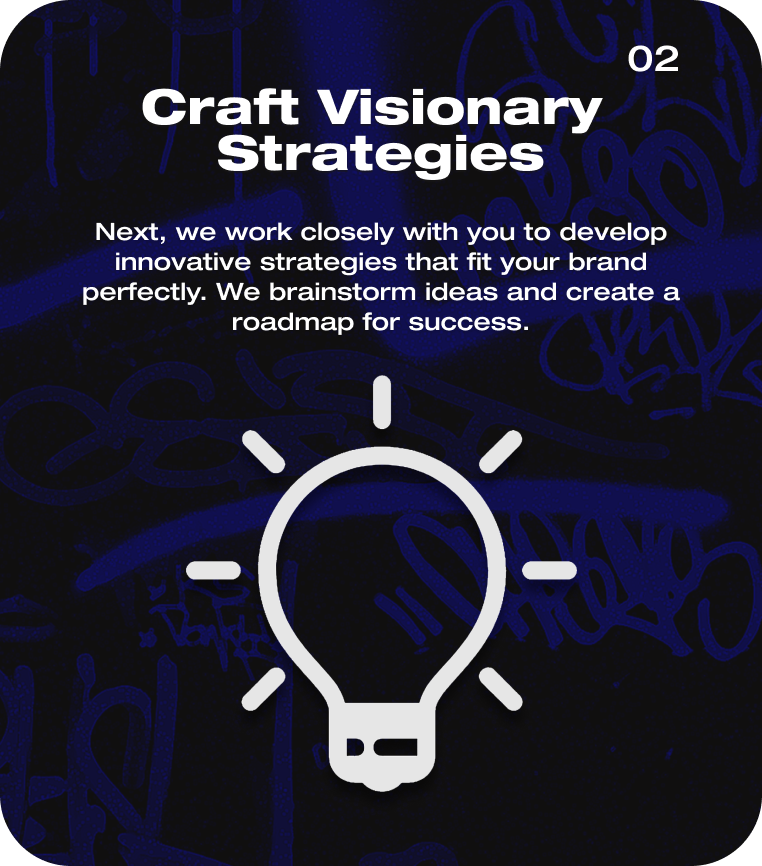 02
Craft Visionary
Strategies
Next, we work closely with you to develop
innovative strategies that fit your brand
perfectly. We brainstorm ideas and create a
roadmap for success.